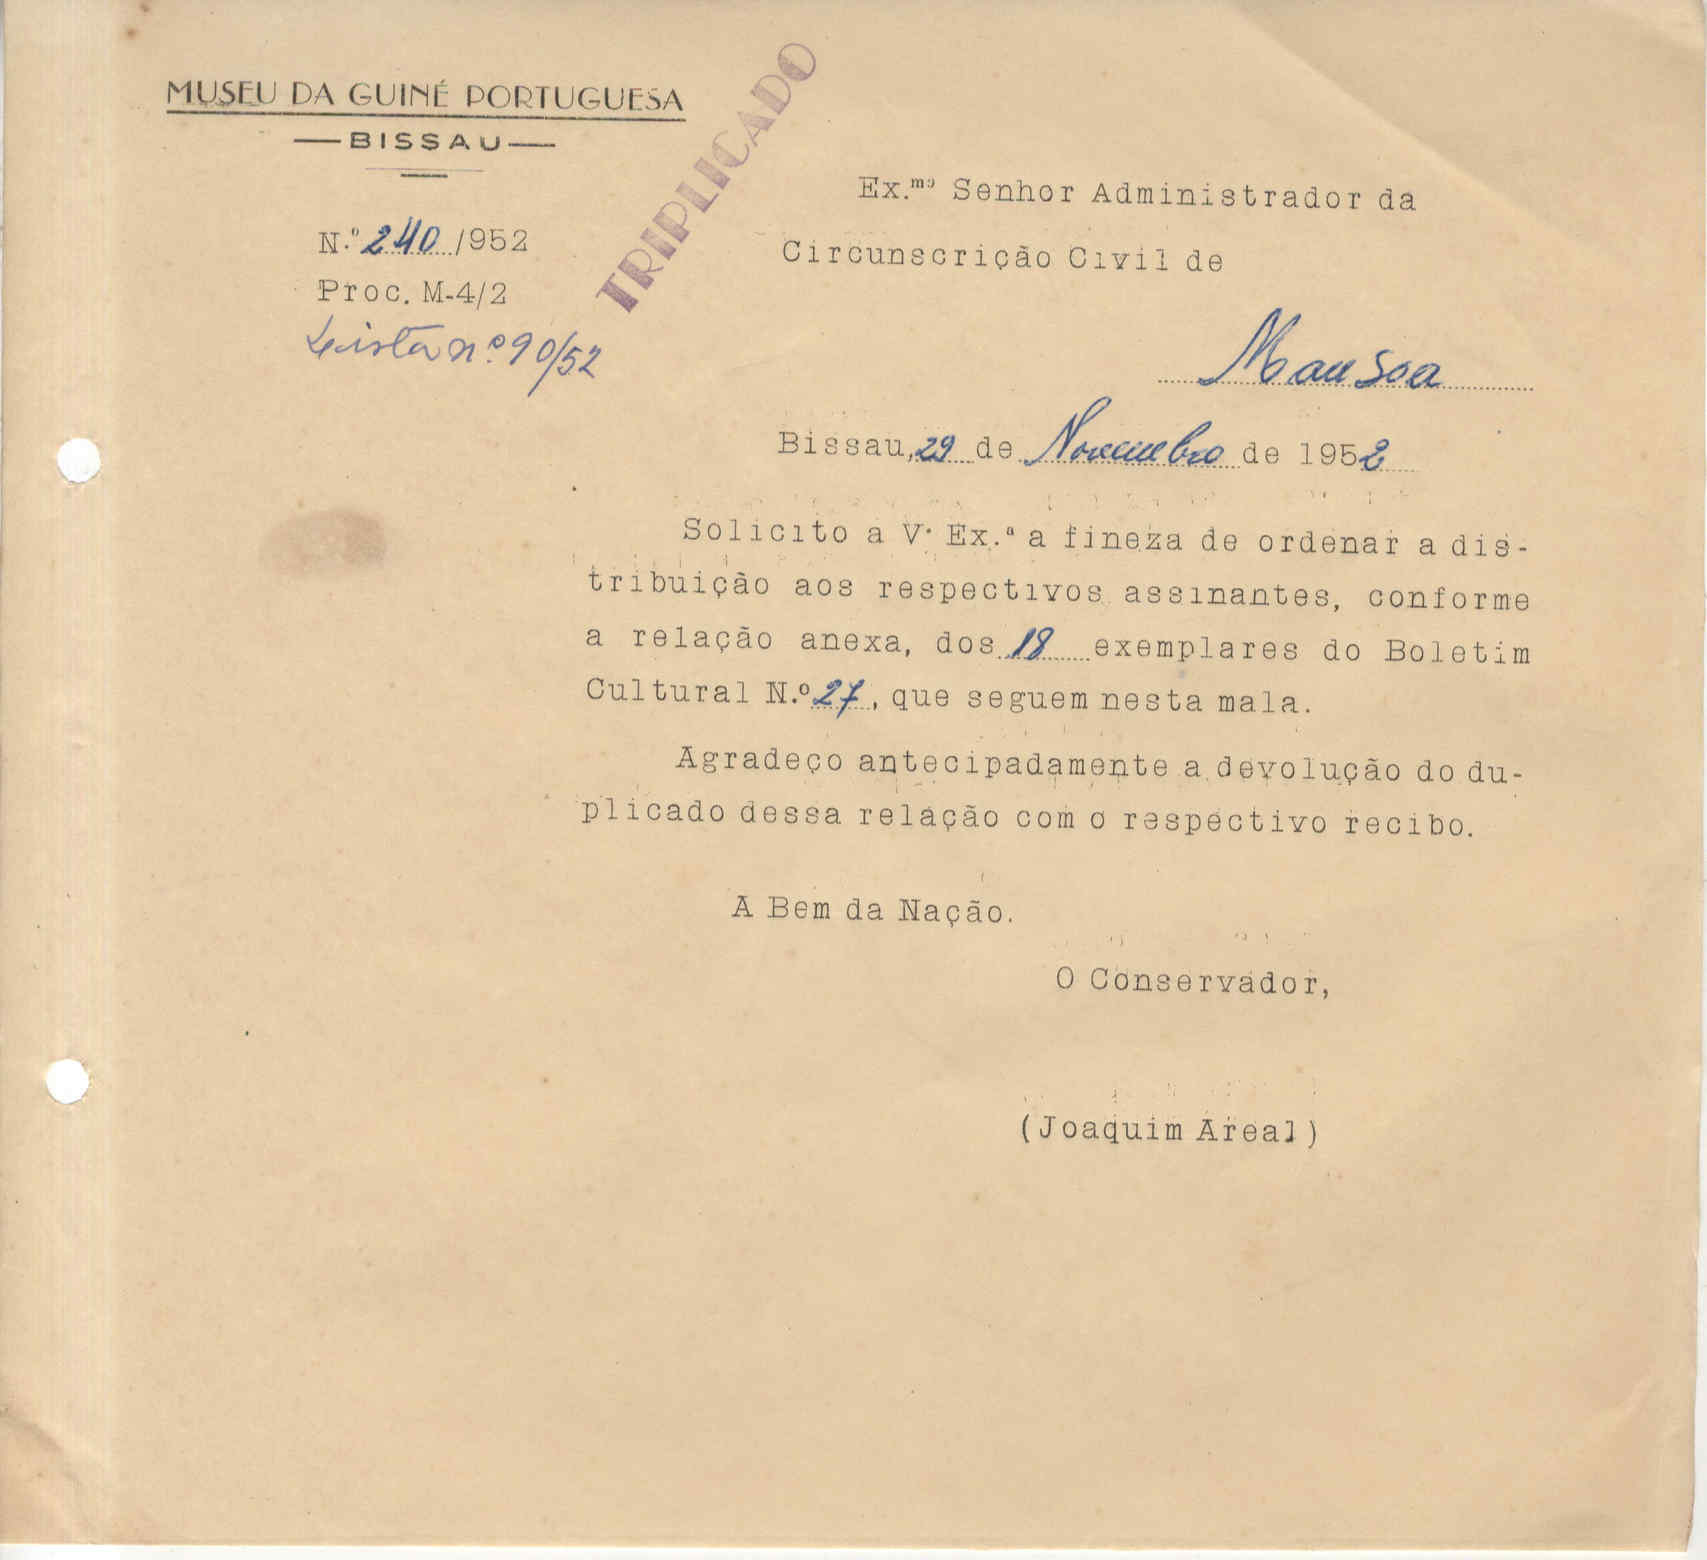 MUSEU DA GUINÉ PORTUGUESA
BISSAU
TRIPLICADO
N.º 240/952
Proc. M-4/2
Lista nº 90/52
Ex.mo Senhor Administrador da
Circunscrição Civil de
Mansoa
Bissau, 29 de Novembro de 1952
Solicito a V. Ex.ª a fineza de ordenar a dis-
tribuição aos respectivos assinantes, conforme
a relação anexa, dos 18 exemplares do Boletim
Cultural N.º 27, que seguem nesta mala.
Agradeço antecipadamente a devolução do du-
plicado dessa relação com o respectivo recibo.
A Bem da Nação.
O Conservador,
(Joaquim Areal)